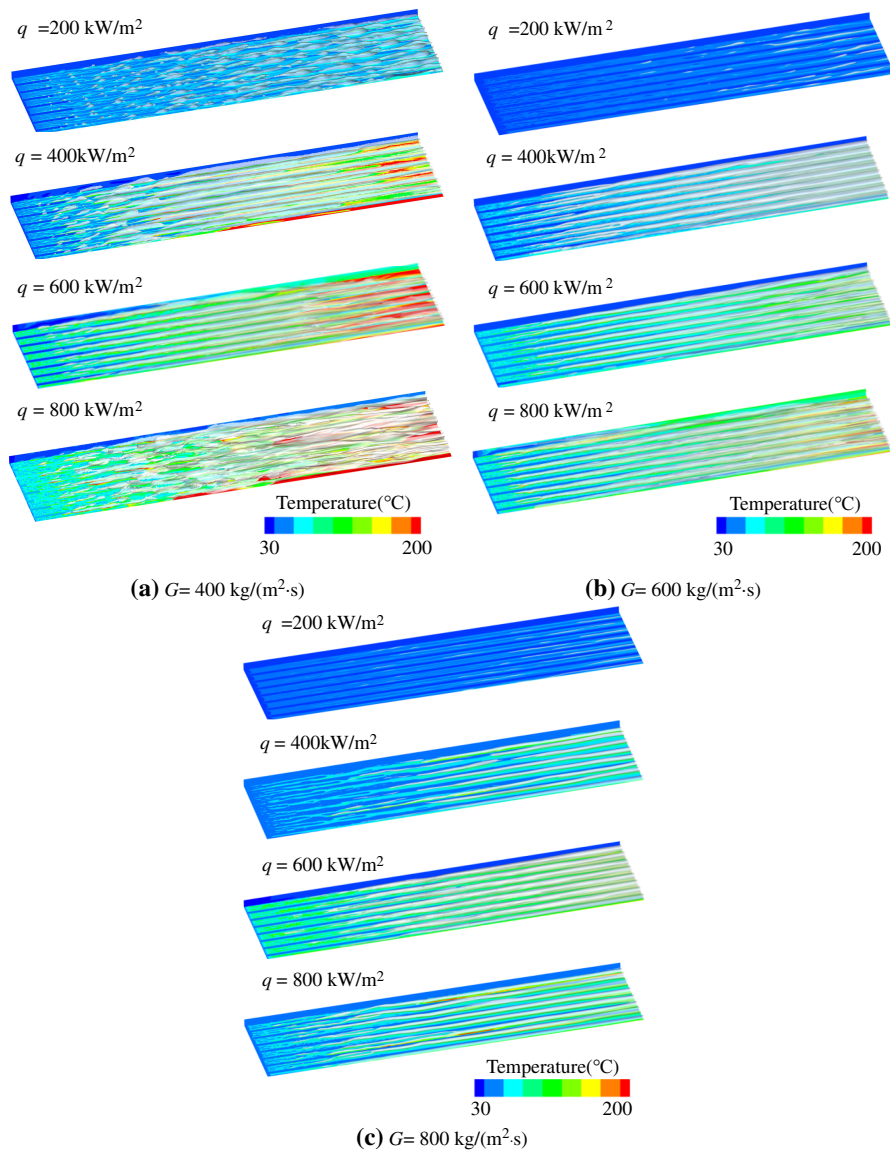 q =200 kW/m²
q = 400kW/m²
q = 600 kW/m²
q = 800 kW/m²
Temperature(°C)
30 200
(a) G= 400 kg/(m²·s)
q =200 kW/m²
q = 400kW/m²
q = 600 kW/m²
q = 800 kW/m²
Temperature(°C)
30 200
(b) G= 600 kg/(m²·s)
q =200 kW/m²
q = 400kW/m²
q = 600 kW/m²
q = 800 kW/m²
Temperature(°C)
30 200
(c) G= 800 kg/(m²·s)